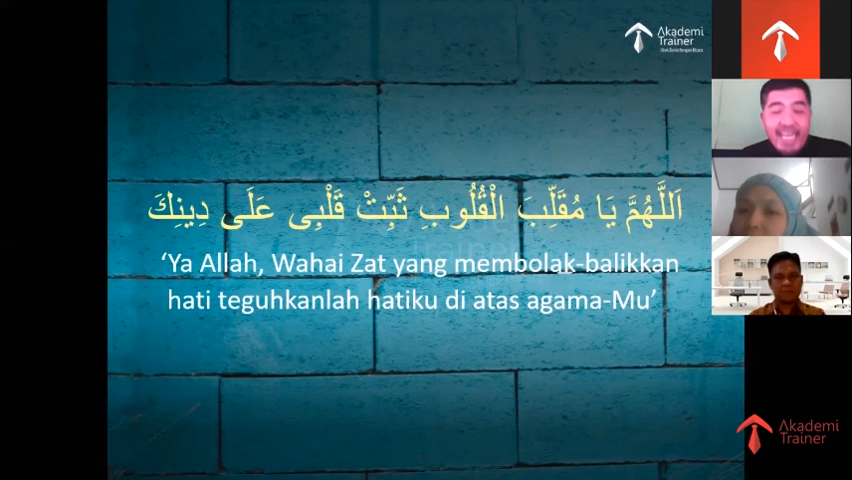 Akademi
Trainer
اَللَّهُمَّ يَا مُقَلِّبَ الْقُلُوبِ ثَبِّتْ قَلْبِى عَلَى دِينِكَ
‘Ya Allah, Wahai Zat yang membolak-balikkan
hati teguhkanlah hatiku di atas agama-Mu’
Akademi
Trainer